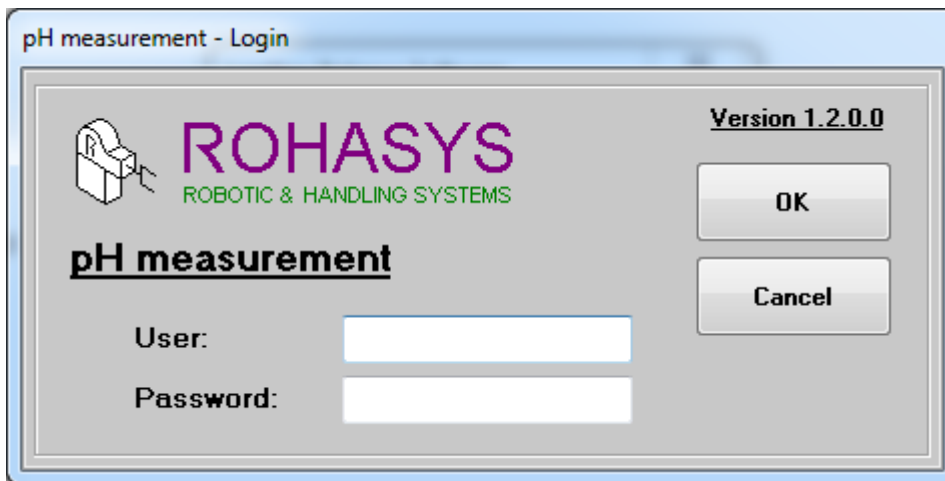 pH measurement - Login
ROHASYS
ROBOTIC & HANDLING SYSTEMS
Version 1.2.0.0
OK
pH measurement
Cancel
User:
Password: